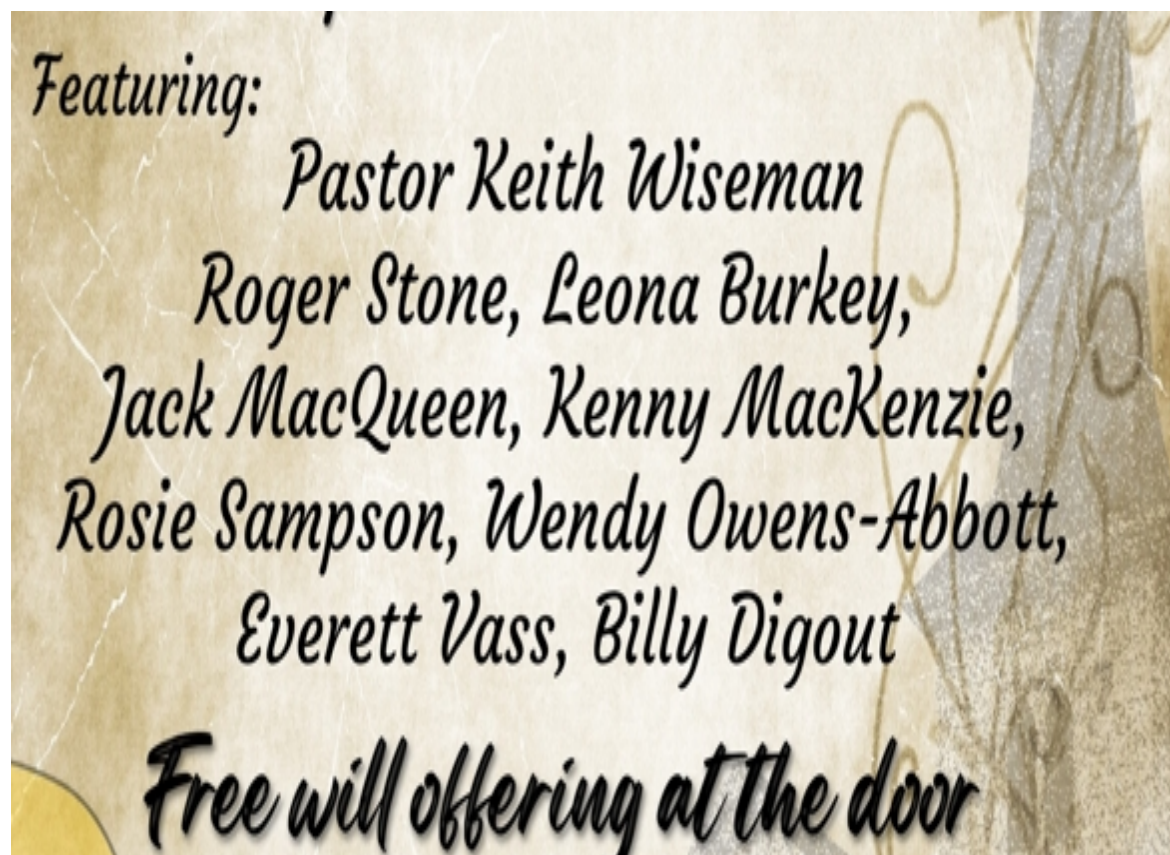 Featuring:
Pastor Keith Wiseman
Roger Stone, Leona Burkey,
Jack MacQueen, Kenny MacKenzie,
Rosie Sampson, Wendy Owens-Abbott,
Everett Vass, Billy Digout
Free will offering at the door